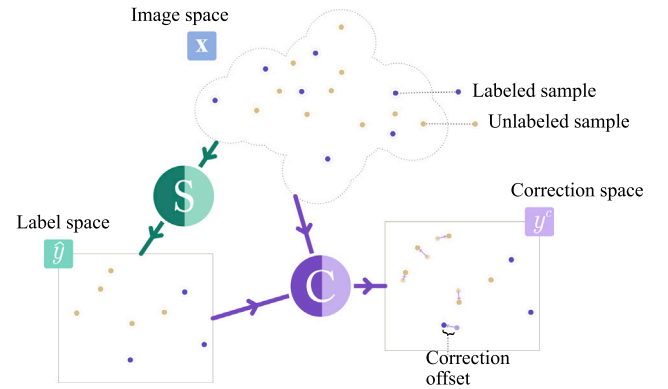 Image space
x
Labeled sample
Unlabeled sample
S
Correction space
y^c
Label space
ŷ
C
Correction
offset